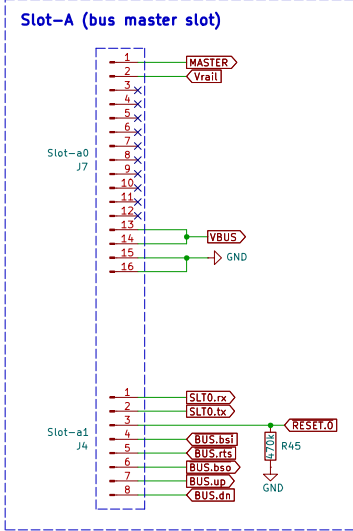 Slot-A (bus master slot)
1 MASTER
2 Vrail
3
4
5
6
7
8
Slot-a0
9
J7
10
11
12
13
VBUS
14
15 GND
16
1 SLT0.rx
2 SLT0.tx
3 RESET.0
Slot-a1
4 BUS.bsi
470k R45
J4
5 BUS.rts
6 BUS.bso
7 BUS.up
GND
8 BUS.dn